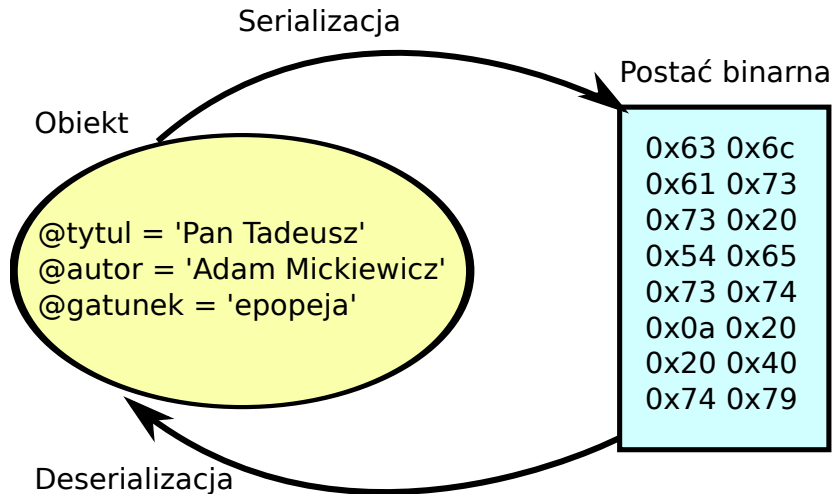 Serializacja
Postać binarna
Obiekt
@tytul = 'Pan Tadeusz'
@autor = 'Adam Mickiewicz'
@gatunek = 'epopeja'
0x63 0x6c
0x61 0x73
0x73 0x20
0x54 0x65
0x73 0x74
0x0a 0x20
0x20 0x40
0x74 0x79
Deserializacja